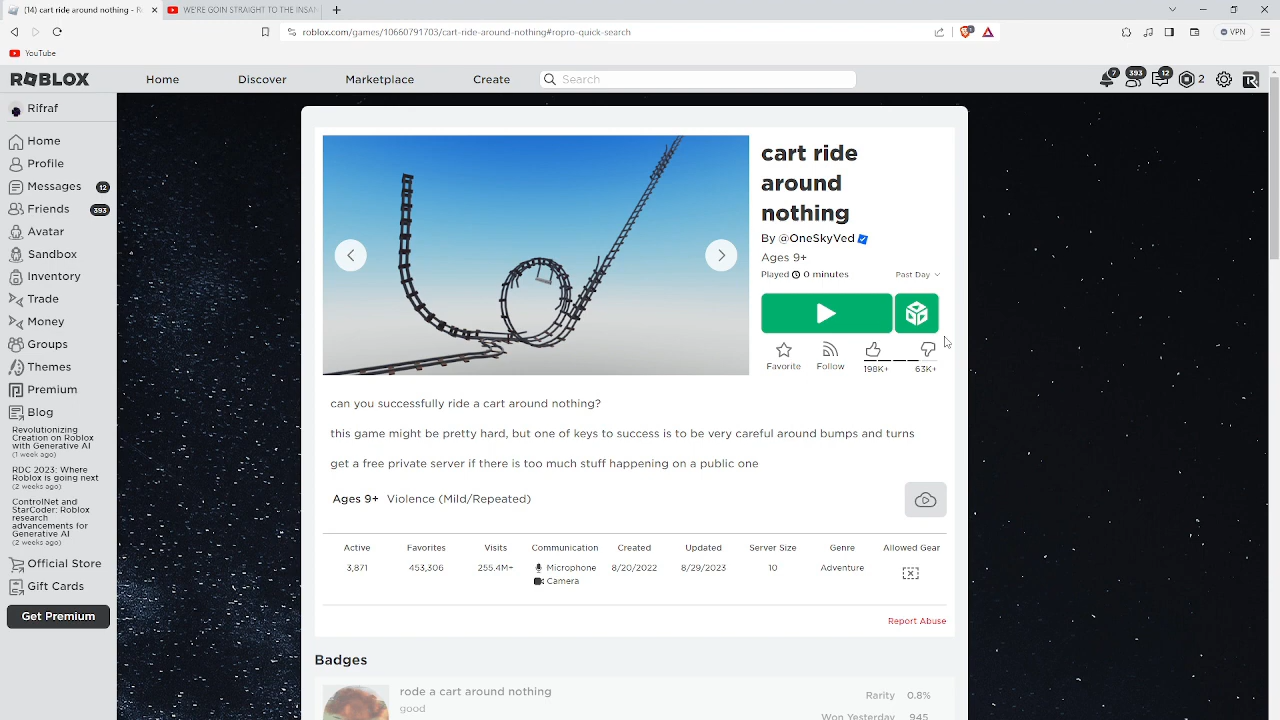 (14) cart ride around nothing - Ro
WE'RE GOIN STRAIGHT TO THE INSAN
roblox.com/games/10660791703/cart-ride-around-nothing#ropro-quick-search
VPN
YouTube
ROBLOX
Home
Discover
Marketplace
Create
Search
7
393
12
2
Rifraf
Home
Profile
Messages 12
Friends 393
Avatar
Sandbox
Inventory
Trade
Money
Groups
Themes
Premium
Blog
Revolutionizing
Creation on Roblox
with Generative AI
(1 week ago)
RDC 2023: Where
Roblox is going next
(2 weeks ago)
ControlNet and
StarCoder: Roblox
research
advancements for
Generative AI
(2 weeks ago)
Official Store
Gift Cards
Get Premium
cart ride
around
nothing
By @OneSkyVed
Ages 9+
Played 0 minutes Past Day
Favorite
Follow
198K+
63K+
can you successfully ride a cart around nothing?
this game might be pretty hard, but one of keys to success is to be very careful around bumps and turns
get a free private server if there is too much stuff happening on a public one
Ages 9+ Violence (Mild/Repeated)
Active Favorites Visits Communication Created Updated Server Size Genre Allowed Gear
3,871 453,306 255.4M+ Microphone 8/20/2022 8/29/2023 10 Adventure
Camera
Report Abuse
Badges
rode a cart around nothing
good
Rarity 0.8%
Won Yesterday 945